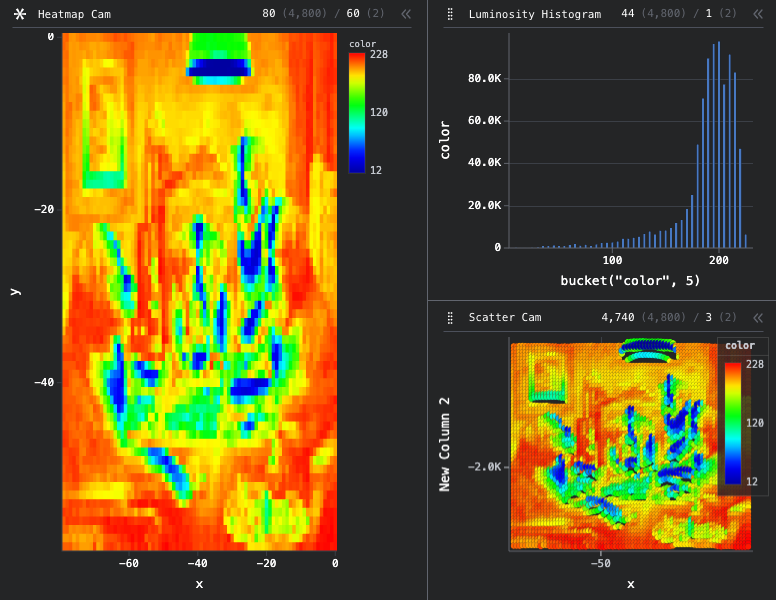 Heatmap Cam 80 (4,800) / 60 (2)
color
228
120
12
0
−20
−40
y
−60 −40 −20 0
x
Luminosity Histogram 44 (4,800) / 1 (2)
80.0K
60.0K
40.0K
20.0K
0
color
100 200
bucket("color", 5)
Scatter Cam 4,740 (4,800) / 3 (2)
color
228
120
12
New Column 2
−2.0K
−50
x